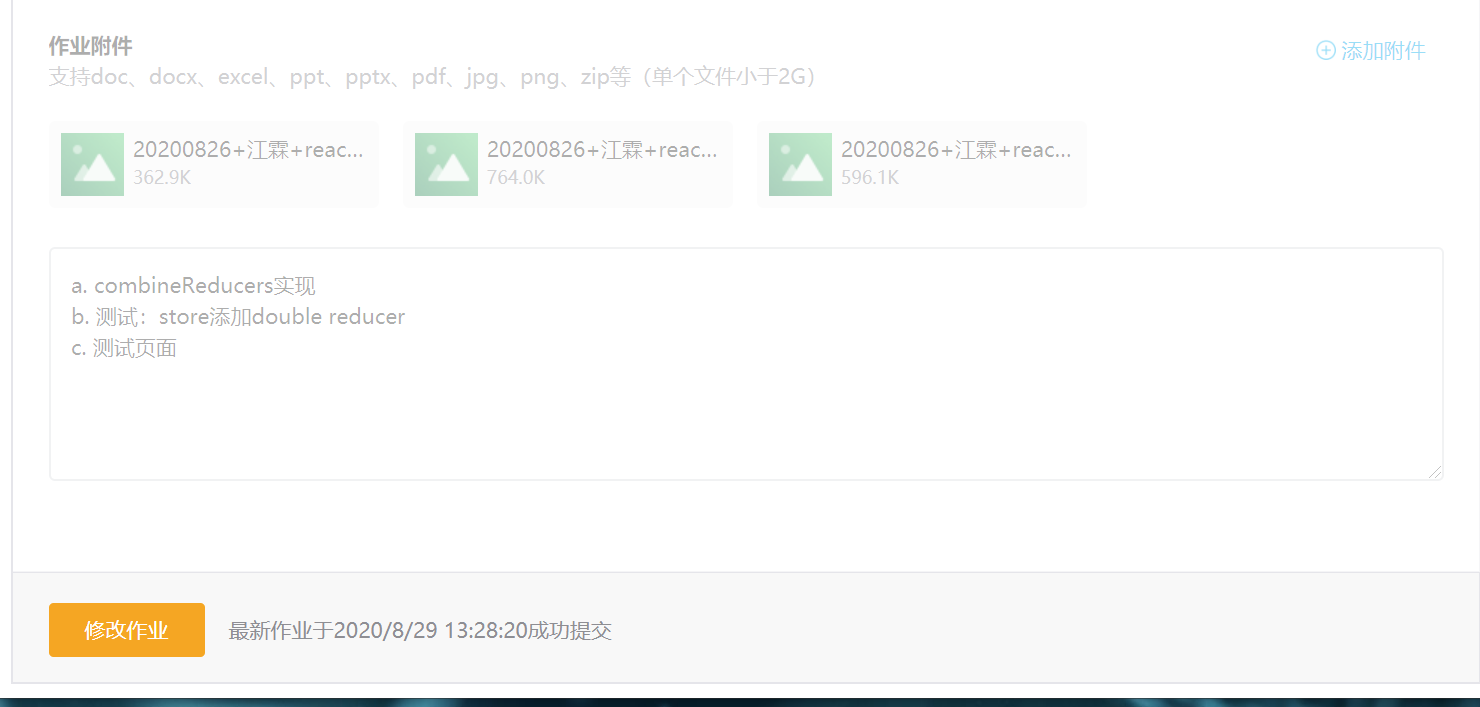 作业附件
添加附件
支持doc、docx、excel、ppt、pptx、pdf、jpg、png、zip等（单个文件小于2G）
20200826+江霖+reac...
362.9K
20200826+江霖+reac...
764.0K
20200826+江霖+reac...
596.1K
a. combineReducers实现
b. 测试：store添加double reducer
c. 测试页面
修改作业
最新作业于2020/8/29 13:28:20成功提交